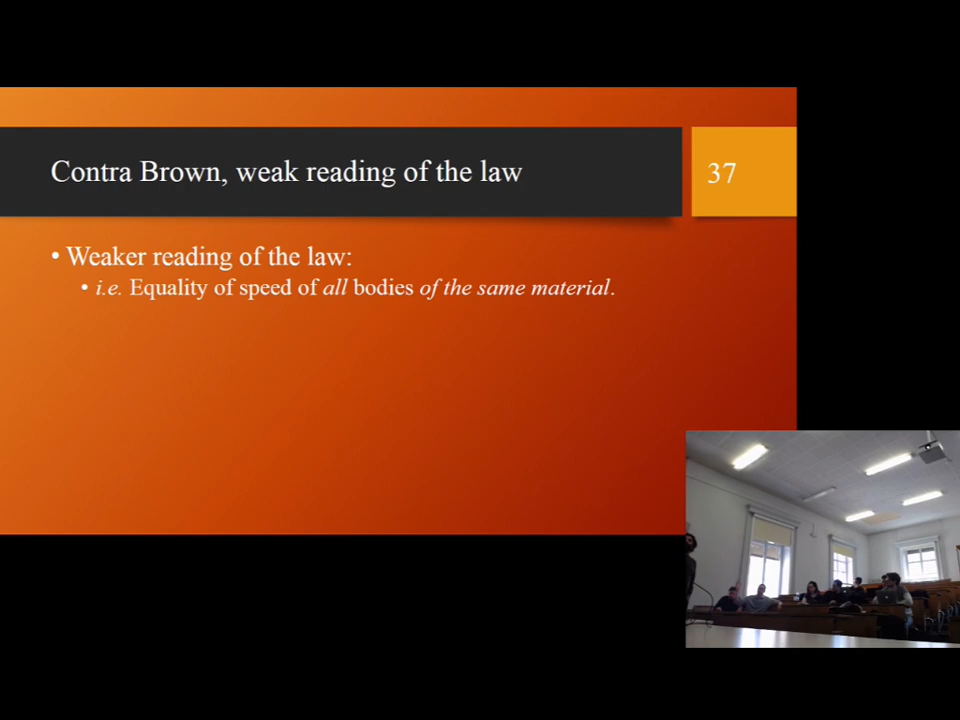 Contra Brown, weak reading of the law
37
• Weaker reading of the law:
• i.e. Equality of speed of all bodies of the same material.